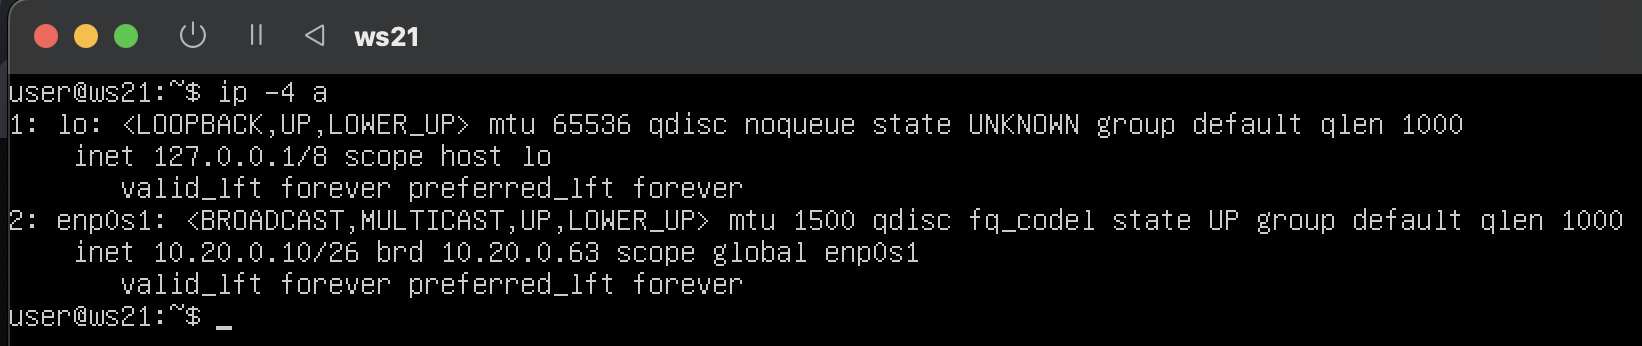 ws21
user@ws21:~$ ip -4 a
1: lo: <LOOPBACK,UP,LOWER_UP> mtu 65536 qdisc noqueue state UNKNOWN group default qlen 1000
    inet 127.0.0.1/8 scope host lo
       valid_lft forever preferred_lft forever
2: enp0s1: <BROADCAST,MULTICAST,UP,LOWER_UP> mtu 1500 qdisc fq_codel state UP group default qlen 1000
    inet 10.20.0.10/26 brd 10.20.0.63 scope global enp0s1
       valid_lft forever preferred_lft forever
user@ws21:~$ _